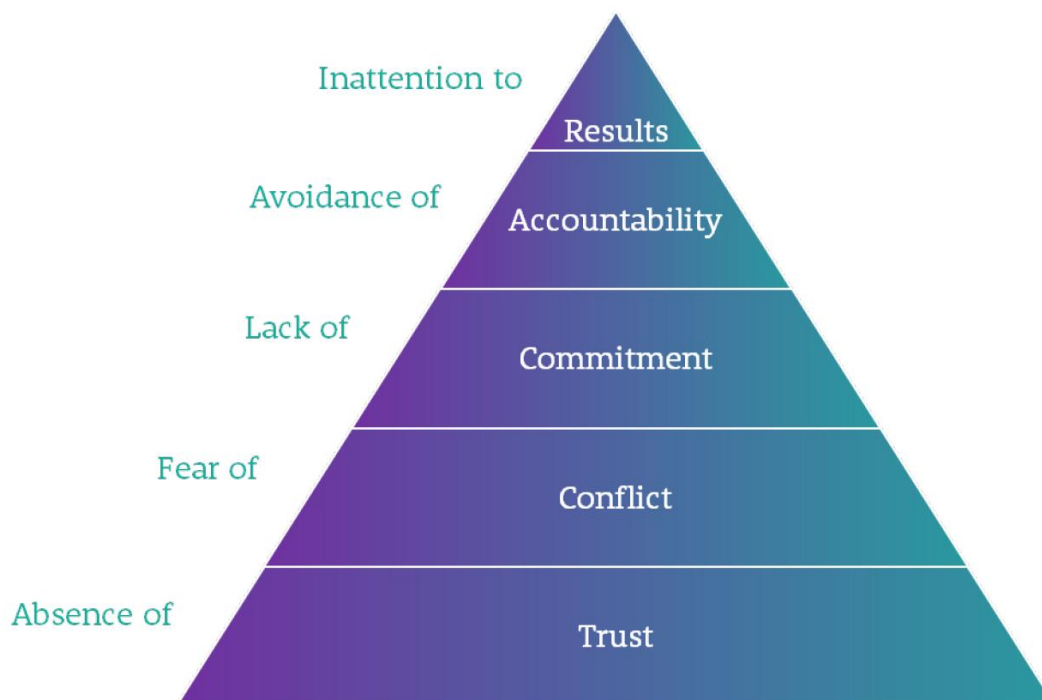 Inattention to
Results
Avoidance of
Accountability
Lack of
Commitment
Fear of
Conflict
Absence of
Trust